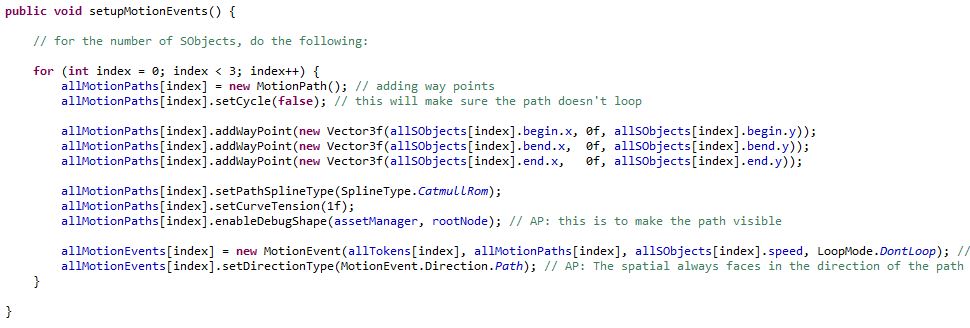 public void setupMotionEvents() {
// for the number of SObjects, do the following:
for (int index = 0; index < 3; index++) {
allMotionPaths[index] = new MotionPath(); // adding way points
allMotionPaths[index].setCycle(false); // this will make sure the path doesn't loop
allMotionPaths[index].addWayPoint(new Vector3f(allSObjects[index].begin.x, 0f, allSObjects[index].begin.y));
allMotionPaths[index].addWayPoint(new Vector3f(allSObjects[index].bend.x,  0f, allSObjects[index].bend.y));
allMotionPaths[index].addWayPoint(new Vector3f(allSObjects[index].end.x,   0f, allSObjects[index].end.y));
allMotionPaths[index].setPathSplineType(SplineType.CatmullRom);
allMotionPaths[index].setCurveTension(1f);
allMotionPaths[index].enableDebugShape(assetManager, rootNode); // AP: this is to make the path visible
allMotionEvents[index] = new MotionEvent(allTokens[index], allMotionPaths[index], allSObjects[index].speed, LoopMode.DontLoop); //
allMotionEvents[index].setDirectionType(MotionEvent.Direction.Path); // AP: The spatial always faces in the direction of the path
}
}